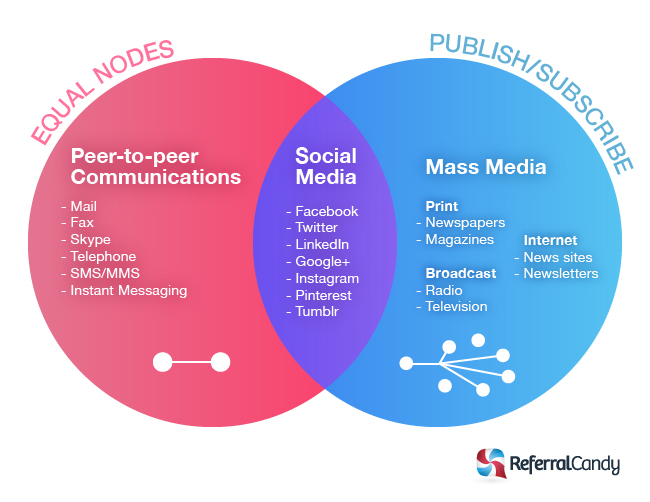 EQUAL NODES
PUBLISH/SUBSCRIBE
Peer-to-peer
Communications
- Mail
- Fax
- Skype
- Telephone
- SMS/MMS
- Instant Messaging
Social
Media
- Facebook
- Twitter
- LinkedIn
- Google+
- Instagram
- Pinterest
- Tumblr
Mass Media
Print
- Newspapers
- Magazines
Broadcast
- Radio
- Television
Internet
- News sites
- Newsletters
ReferralCandy